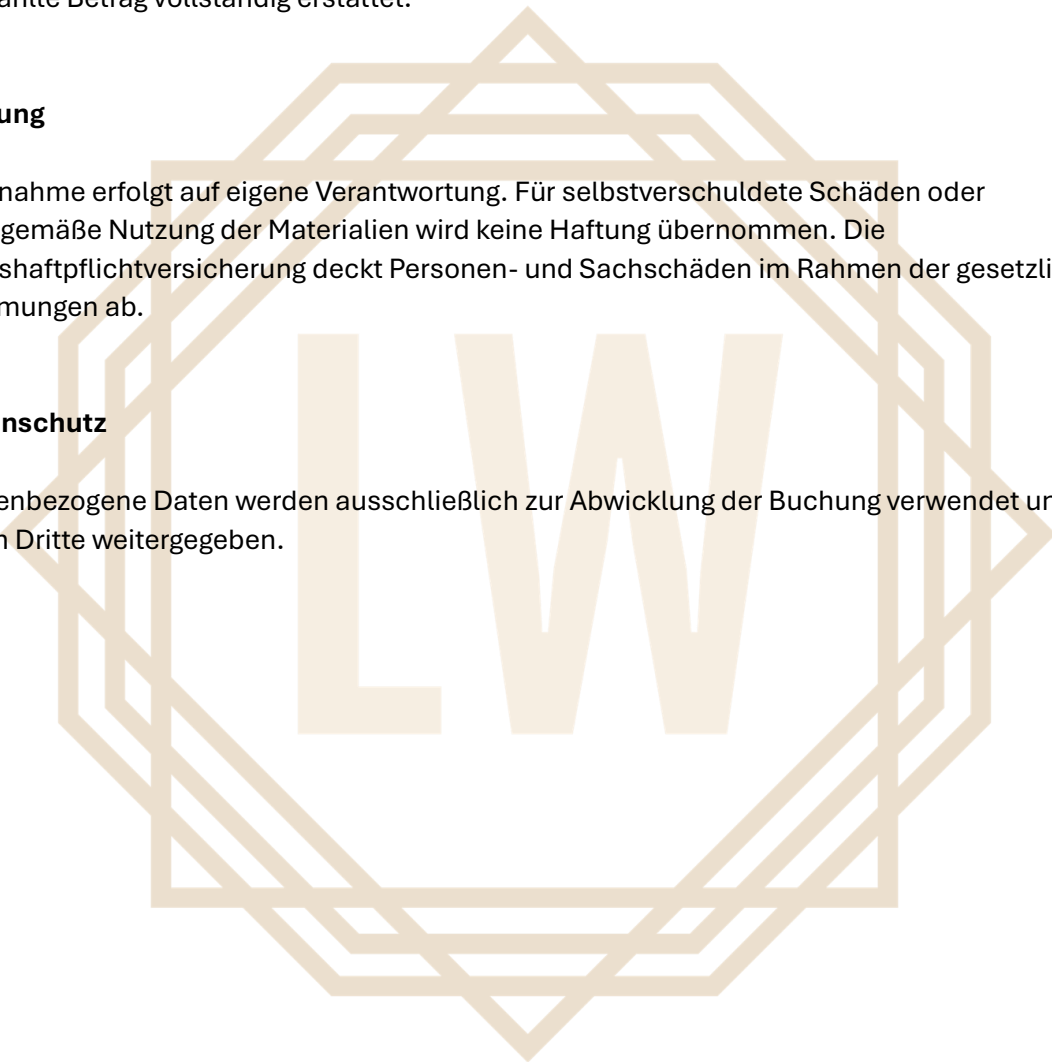 ahlte Betrag vollständig erstattet.
ung
nahme erfolgt auf eigene Verantwortung. Für selbstverschuldete Schäden oder
gemäße Nutzung der Materialien wird keine Haftung übernommen. Die
shaftpflichtversicherung deckt Personen- und Sachschäden im Rahmen der gesetzli
mungen ab.
LW
nschutz
enbezogene Daten werden ausschließlich zur Abwicklung der Buchung verwendet un
n Dritte weitergegeben.